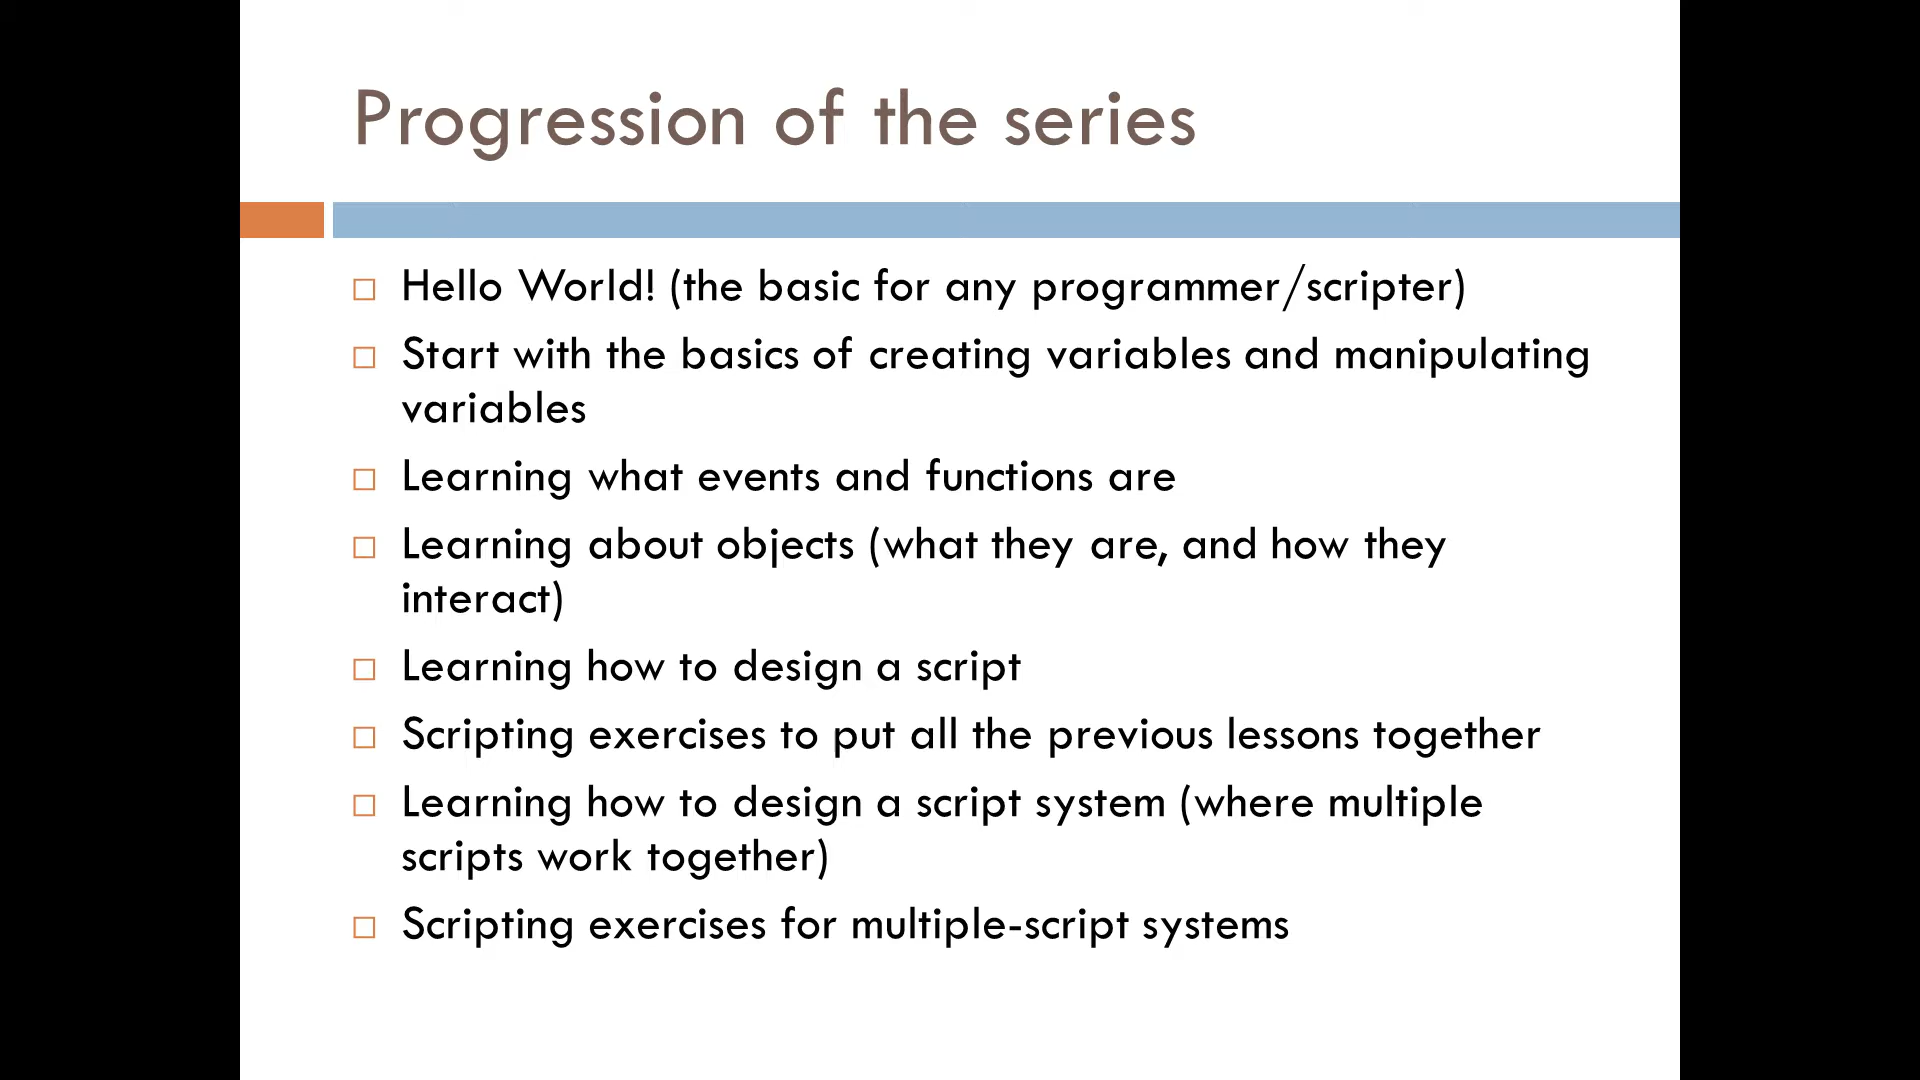 Progression of the series
Hello World! (the basic for any programmer/scripter)
Start with the basics of creating variables and manipulating
variables
Learning what events and functions are
Learning about objects (what they are, and how they
interact)
Learning how to design a script
Scripting exercises to put all the previous lessons together
Learning how to design a script system (where multiple
scripts work together)
Scripting exercises for multiple-script systems